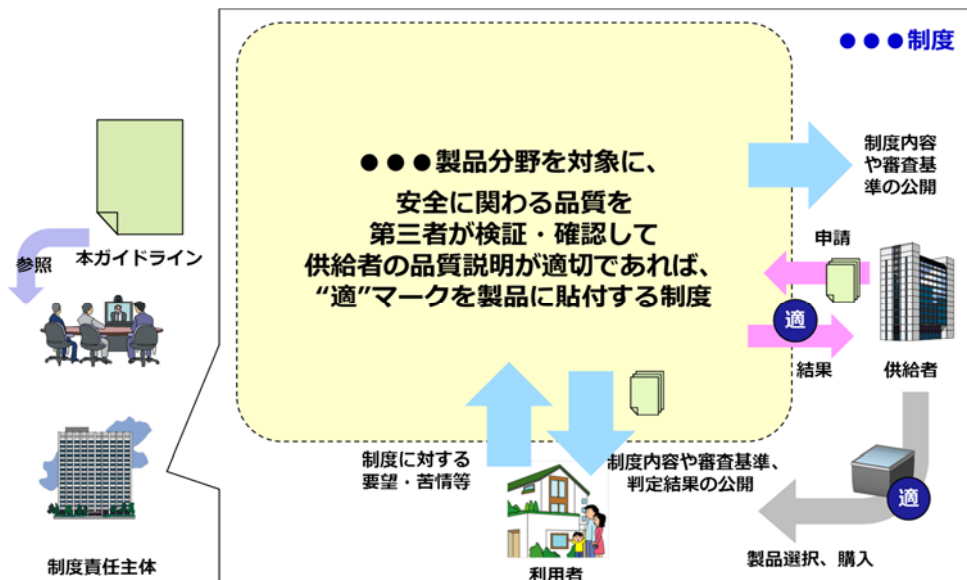 ●●●制度
●●●製品分野を対象に、
安全に関わる品質を
第三者が検証・確認して
供給者の品質説明が適切であれば、
“適”マークを製品に貼付する制度
制度内容
や審査基
準の公開
参照
本ガイドライン
申請
適
結果
供給者
制度に対する
要望・苦情等
制度内容や審査基準、
判定結果の公開
適
制度責任主体
利用者
製品選択、購入